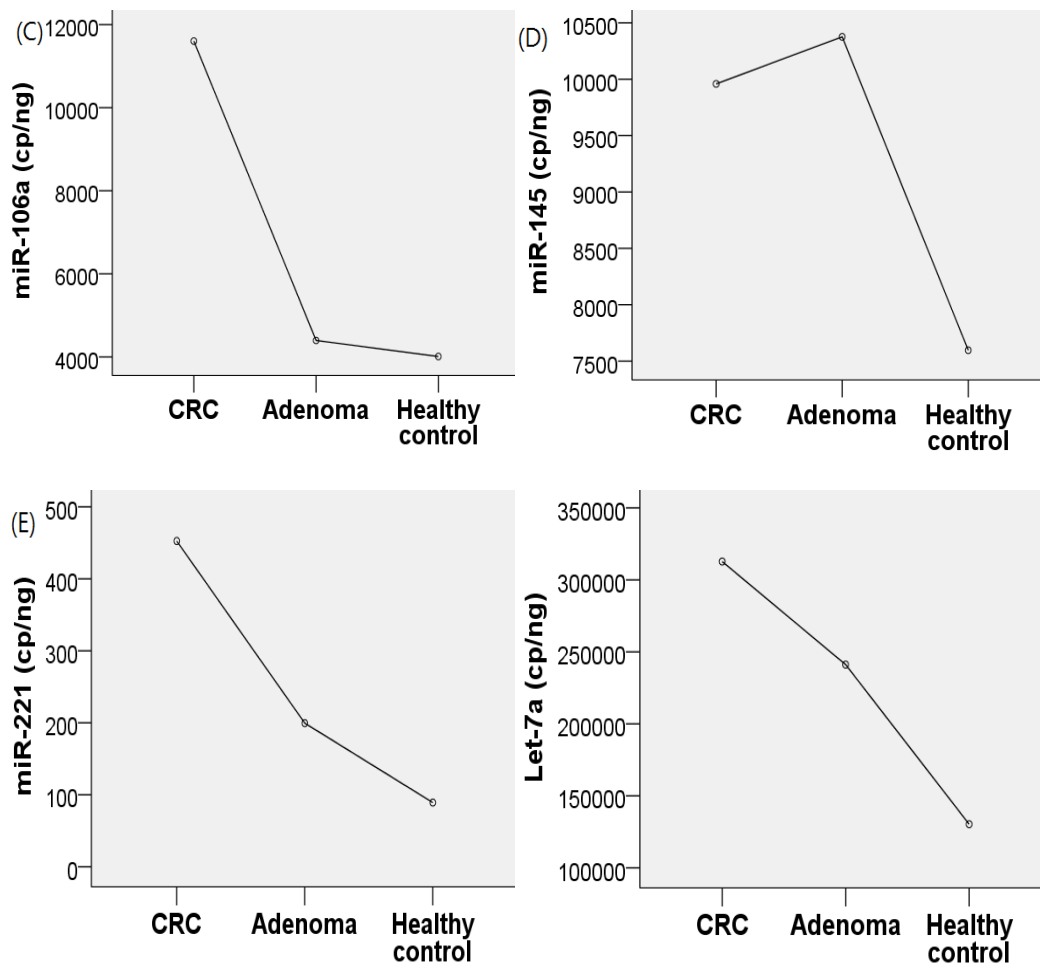 (C)
miR-106a (cp/ng)
12000
10000
8000
6000
4000
CRC
Adenoma
Healthy
control
(D)
miR-145 (cp/ng)
10500
10000
9500
9000
8500
8000
7500
CRC
Adenoma
Healthy
control
(E)
miR-221 (cp/ng)
500
400
300
200
100
0
CRC
Adenoma
Healthy
control
Let-7a (cp/ng)
350000
300000
250000
200000
150000
100000
CRC
Adenoma
Healthy
control